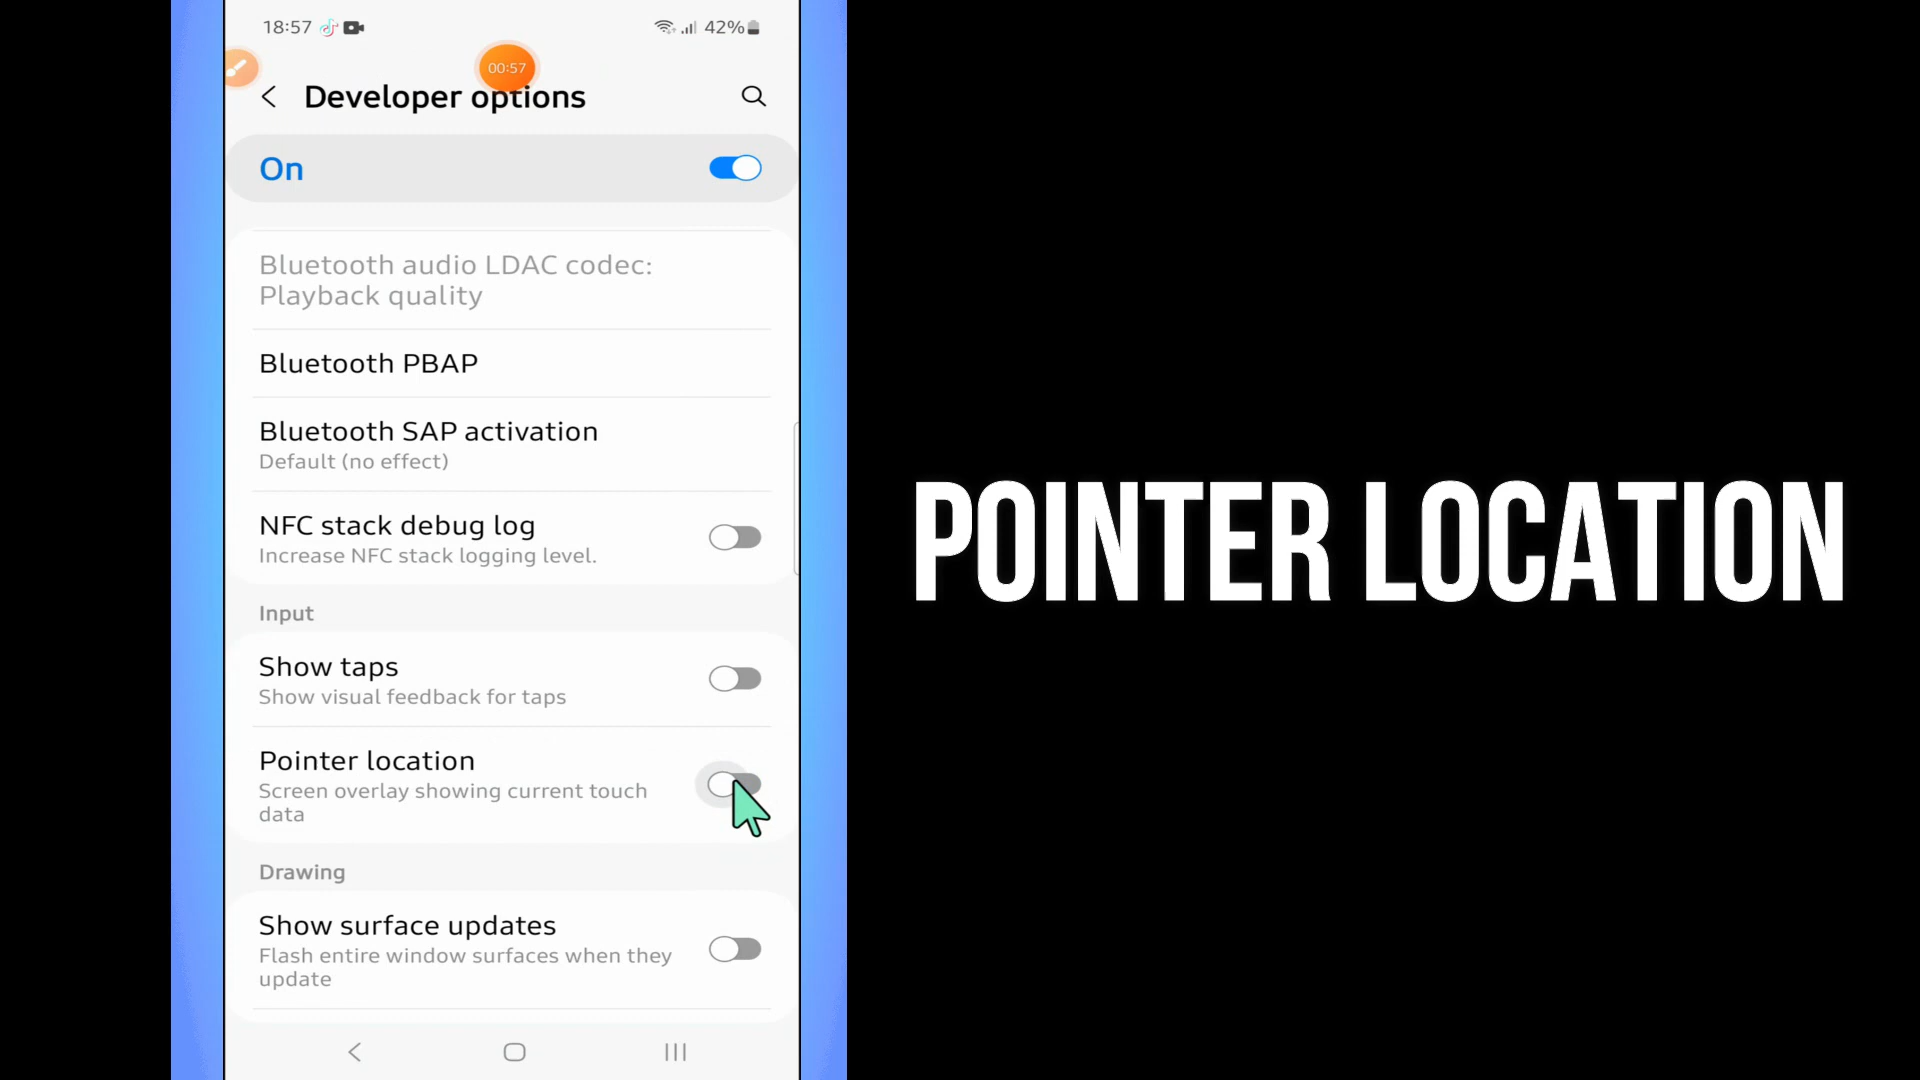 18:57
42%
00:57
Developer options
On
Bluetooth audio LDAC codec:
Playback quality
Bluetooth PBAP
Bluetooth SAP activation
Default (no effect)
NFC stack debug log
Increase NFC stack logging level.
Input
Show taps
Show visual feedback for taps
Pointer location
Screen overlay showing current touch
data
Drawing
Show surface updates
Flash entire window surfaces when they
update
POINTER LOCATION